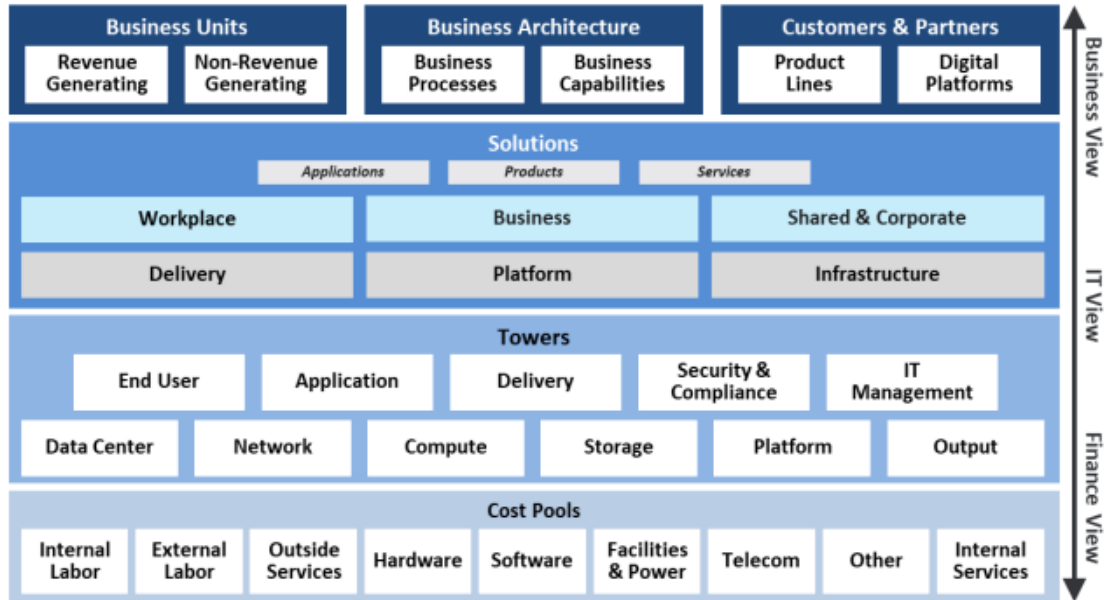 Business Units
Business Architecture
Customers & Partners
Revenue
Generating
Non-Revenue
Generating
Business
Processes
Business
Capabilities
Product
Lines
Digital
Platforms
Solutions
Applications
Products
Services
Workplace
Business
Shared & Corporate
Delivery
Platform
Infrastructure
Towers
End User
Application
Delivery
Security &
Compliance
IT
Management
Data Center
Network
Compute
Storage
Platform
Output
Cost Pools
Internal
Labor
External
Labor
Outside
Services
Hardware
Software
Facilities
& Power
Telecom
Other
Internal
Services
Business View
IT View
Finance View